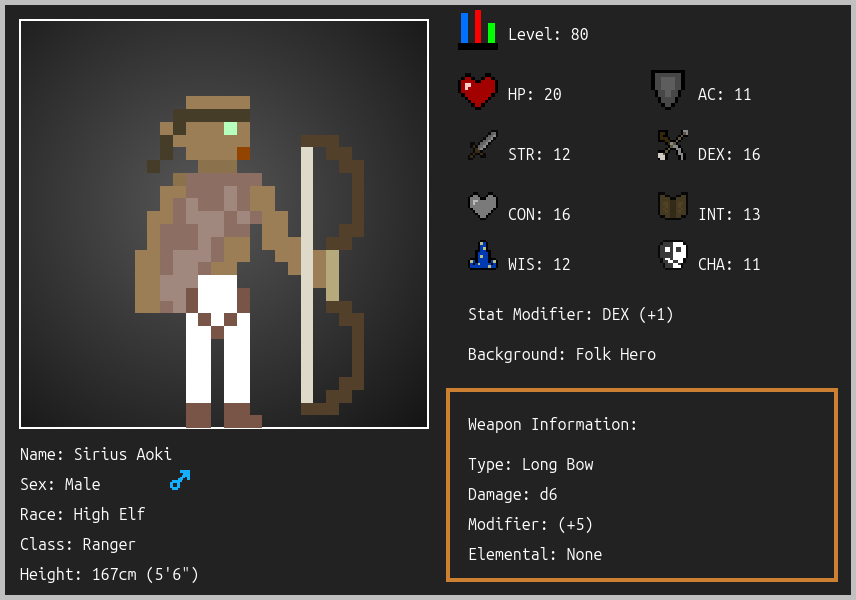 Level: 80
HP: 20
AC: 11
STR: 12
DEX: 16
CON: 16
INT: 13
WIS: 12
CHA: 11
Stat Modifier: DEX (+1)
Background: Folk Hero
Weapon Information:
Type: Long Bow
Damage: d6
Modifier: (+5)
Elemental: None
Name: Sirius Aoki
Sex: Male
Race: High Elf
Class: Ranger
Height: 167cm (5'6")